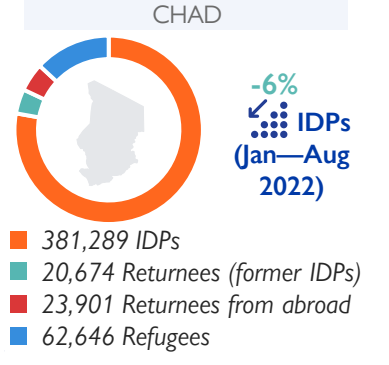 CHAD
-6%
IDPs
(Jan—Aug
2022)
381,289 IDPs
20,674 Returnees (former IDPs)
23,901 Returnees from abroad
62,646 Refugees